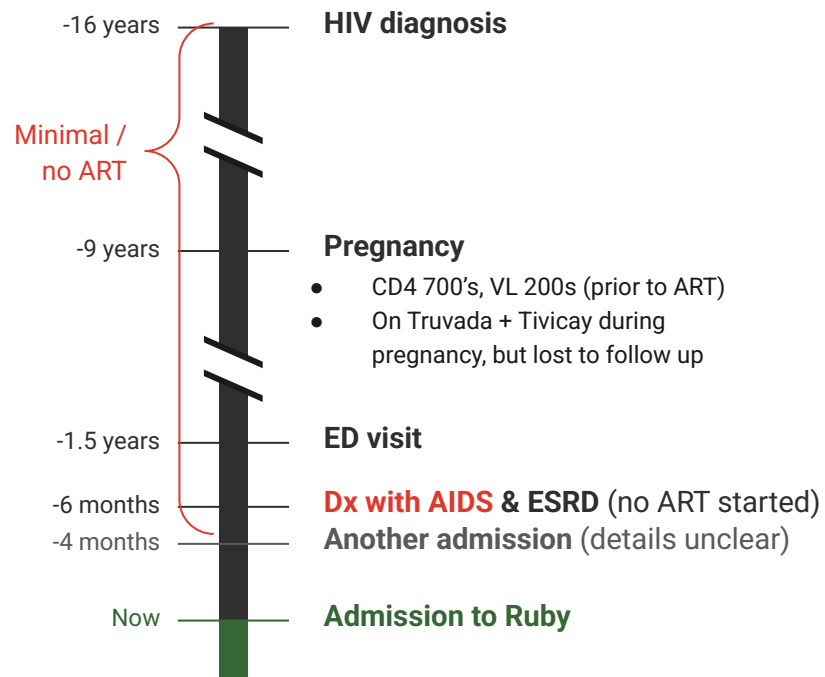 -16 years HIV diagnosis
Minimal /
no ART
-9 years Pregnancy
● CD4 700’s, VL 200s (prior to ART)
● On Truvada + Tivicay during
pregnancy, but lost to follow up
-1.5 years ED visit
-6 months Dx with AIDS & ESRD (no ART started)
-4 months Another admission (details unclear)
Now Admission to Ruby